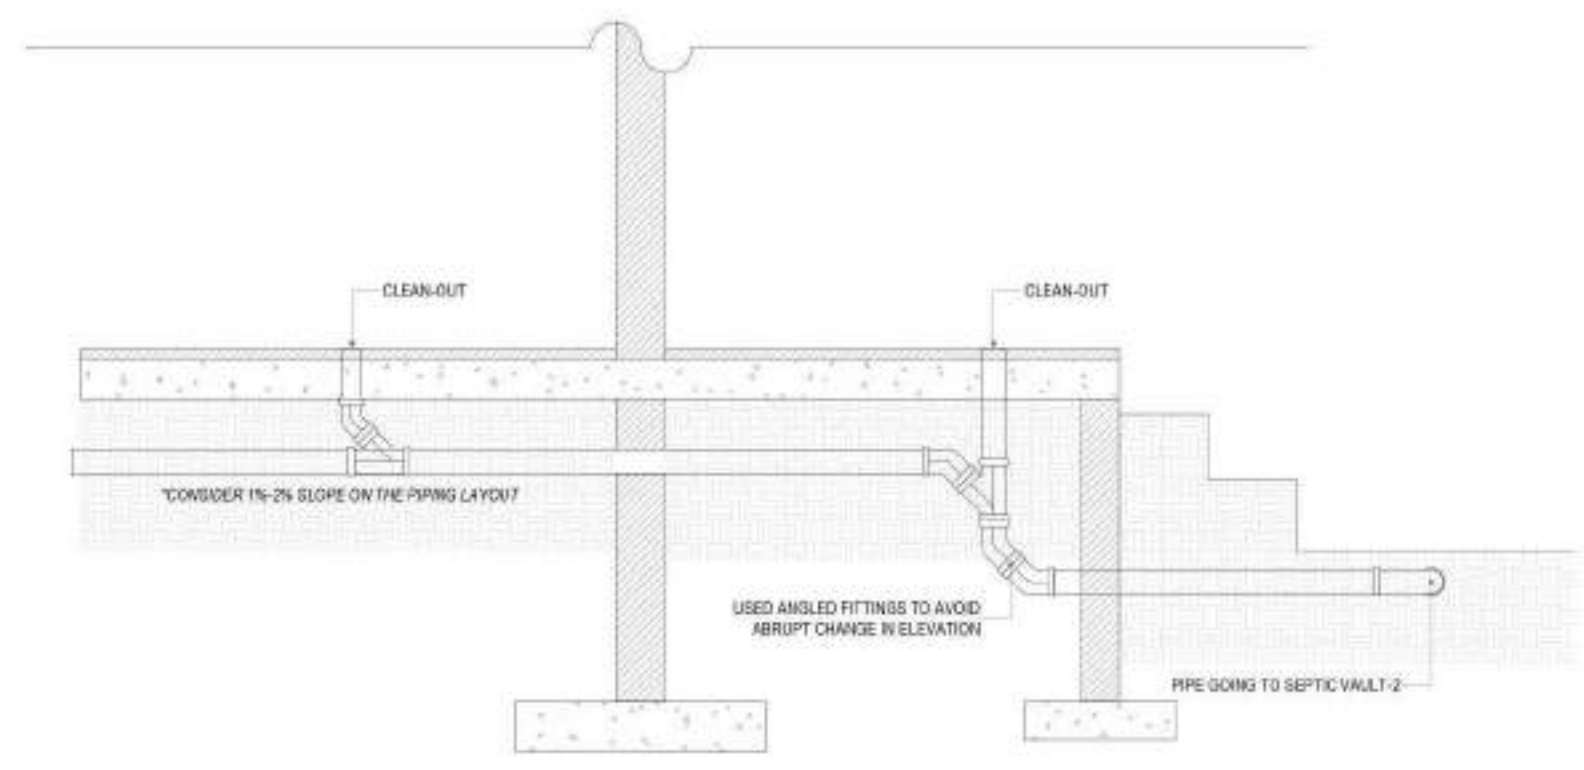 CLEAN-OUT
CLEAN-OUT
*CONSIDER 1%-2% SLOPE ON THE PIPING LAYOUT
USED ANGLED FITTINGS TO AVOID
ABRUPT CHANGE IN ELEVATION
PIPE GOING TO SEPTIC VAULT-2